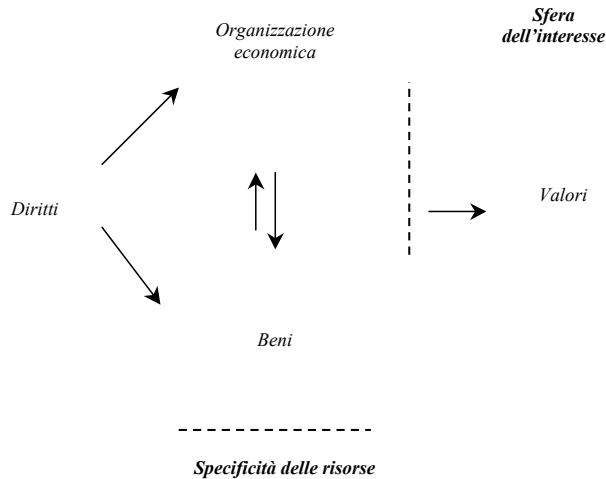 Organizzazione
economica
Sfera
dell’interesse
Diritti
Valori
Beni
Specificità delle risorse